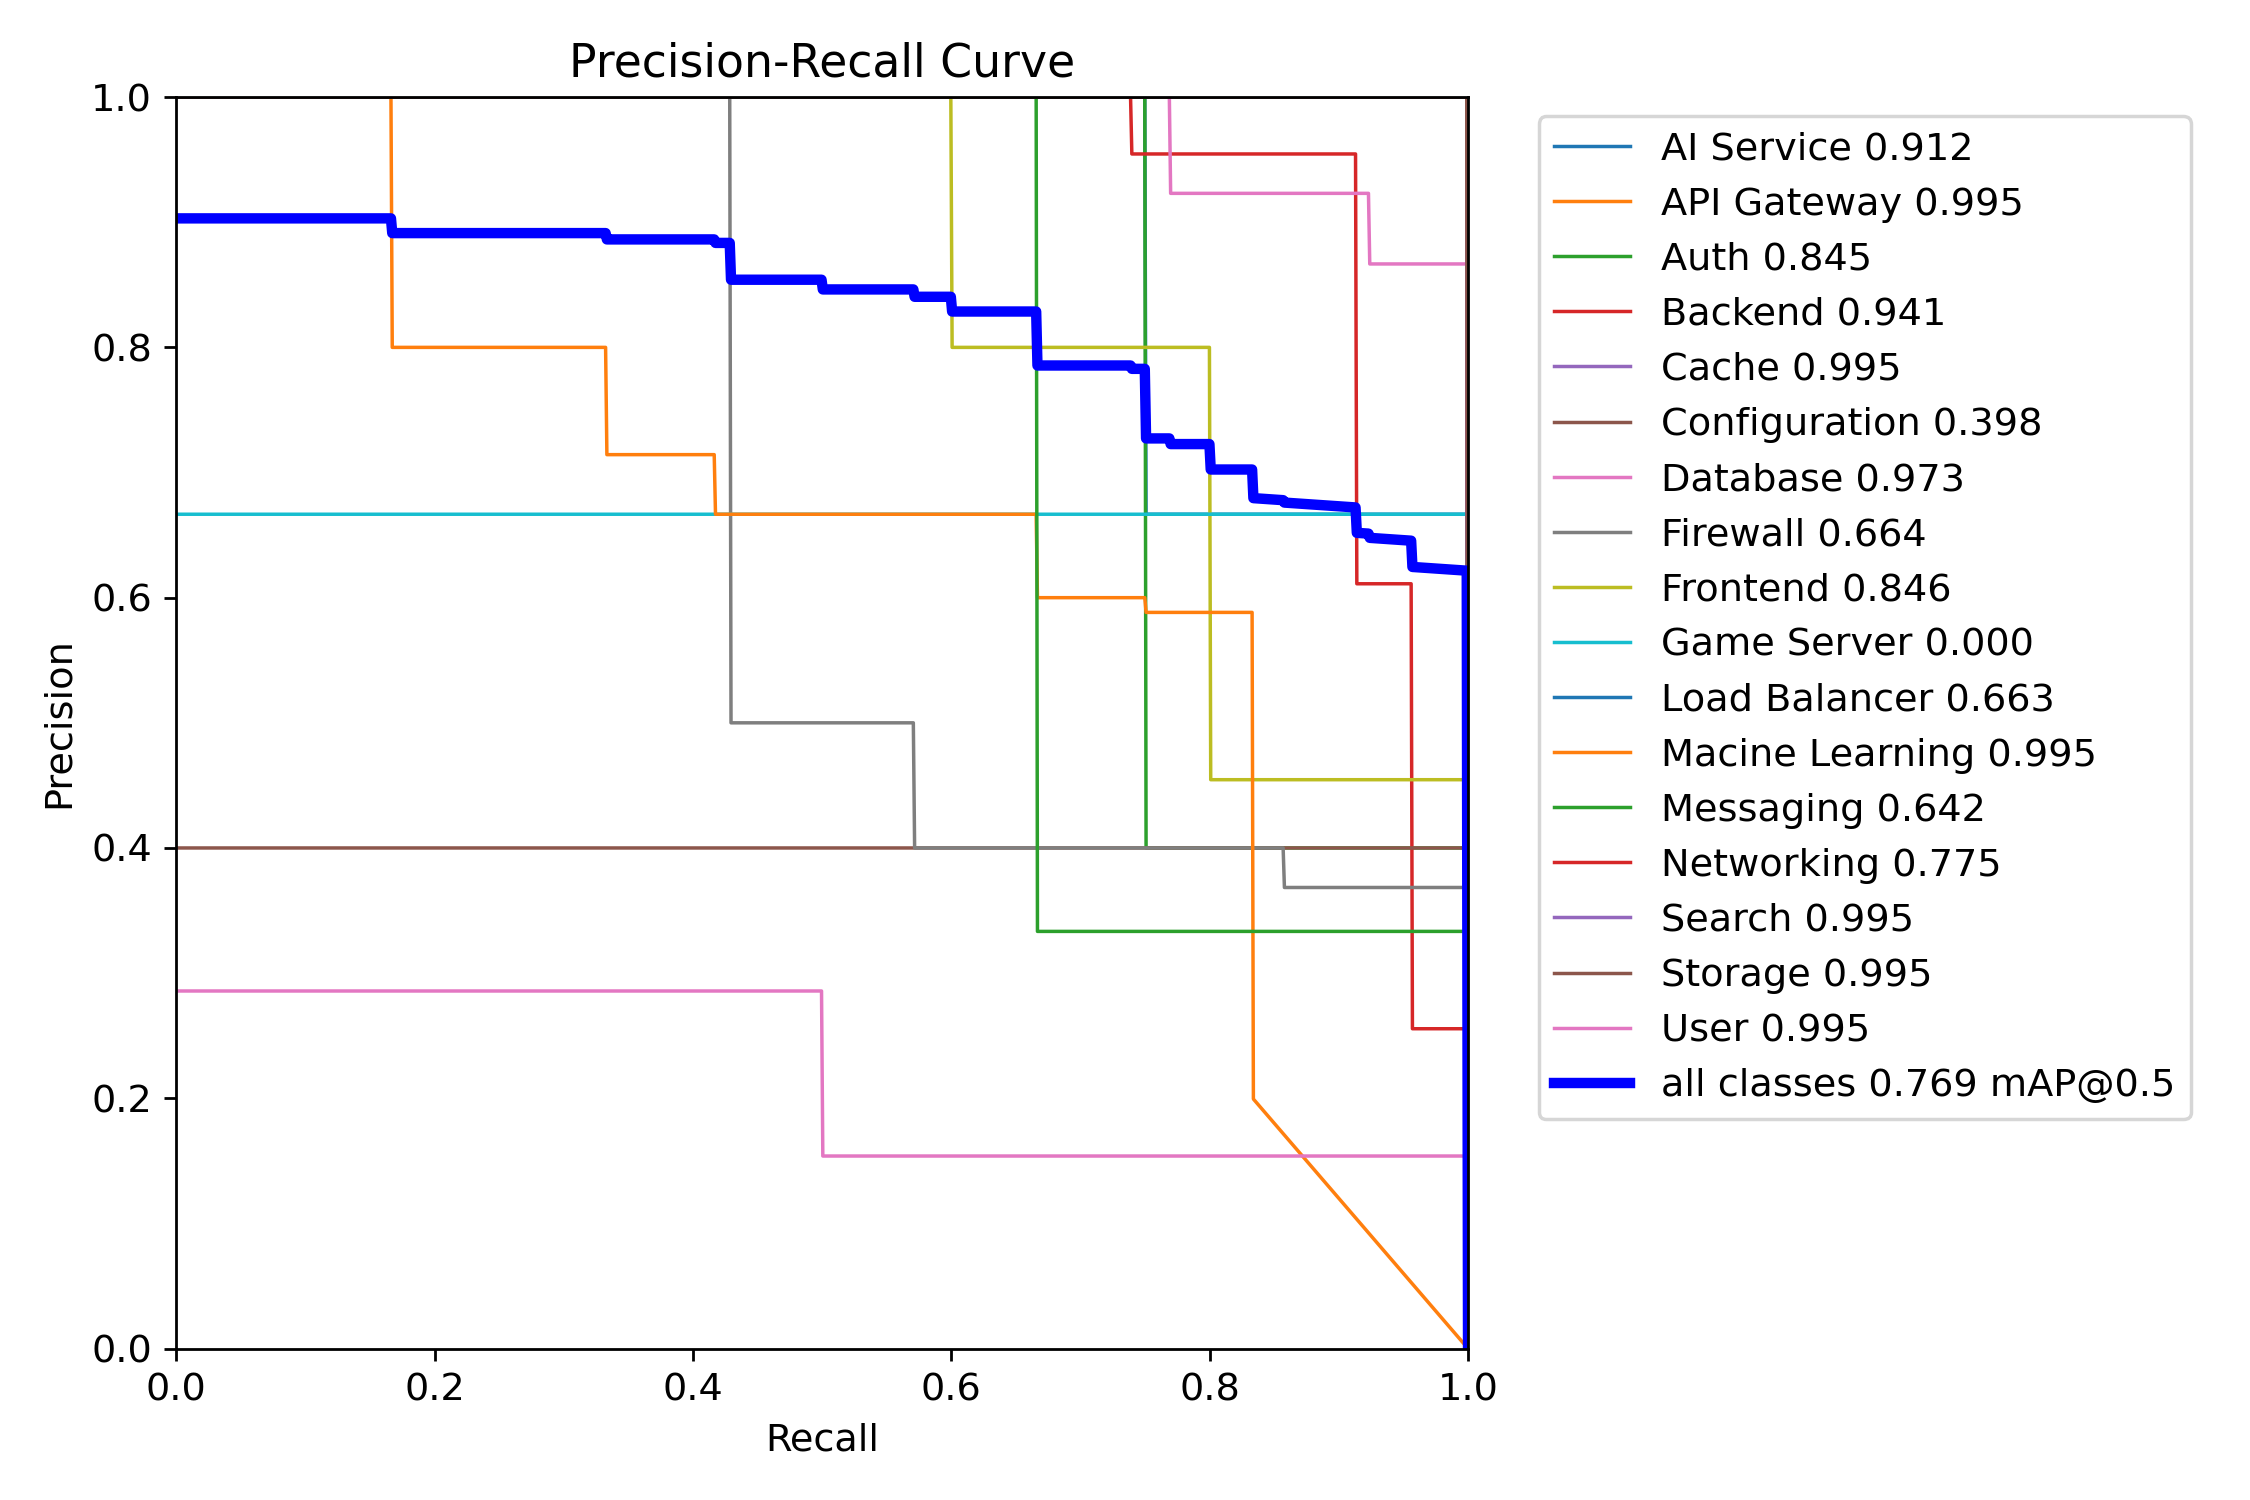 Precision-Recall Curve
1.0
0.8
0.6
0.4
0.2
0.0
Precision
0.0 0.2 0.4 0.6 0.8 1.0
Recall
AI Service 0.912
API Gateway 0.995
Auth 0.845
Backend 0.941
Cache 0.995
Configuration 0.398
Database 0.973
Firewall 0.664
Frontend 0.846
Game Server 0.000
Load Balancer 0.663
Macine Learning 0.995
Messaging 0.642
Networking 0.775
Search 0.995
Storage 0.995
User 0.995
all classes 0.769 mAP@0.5